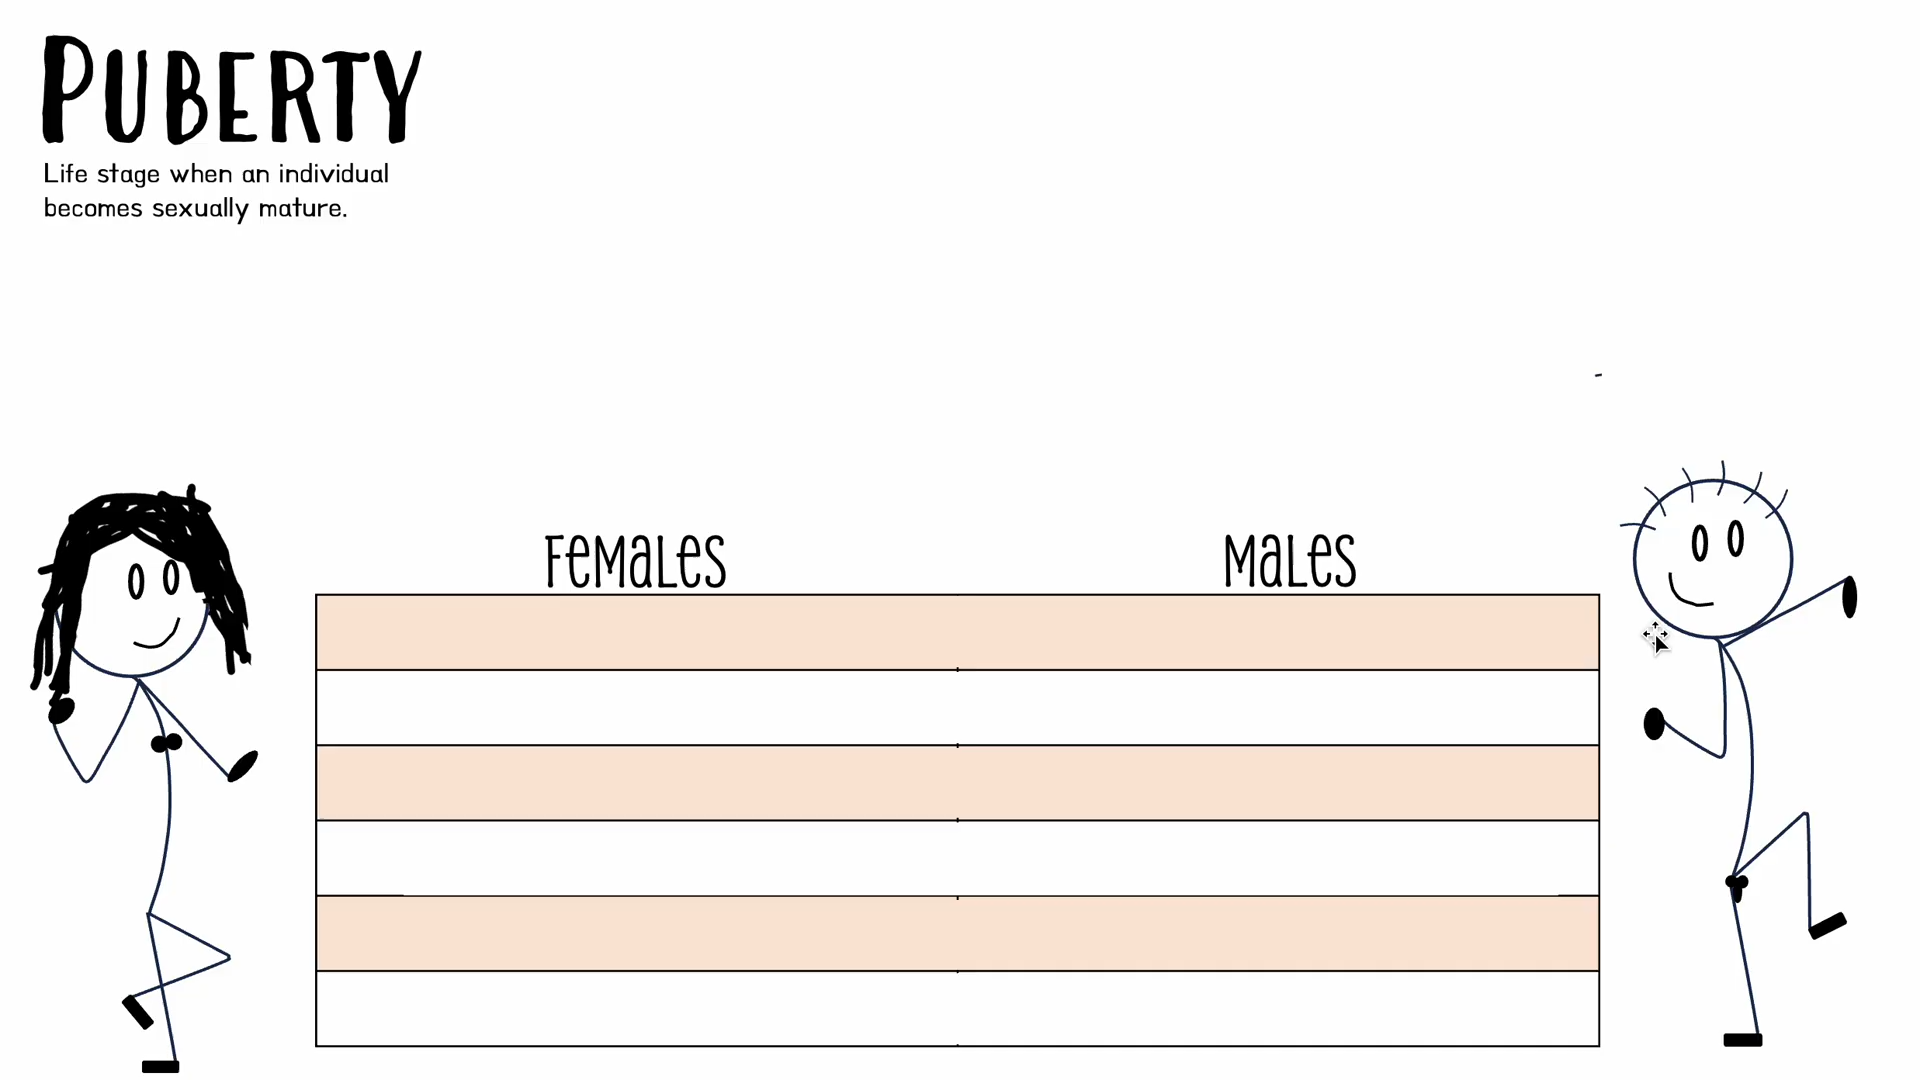 PUBERTY
Life stage when an individual
becomes sexually mature.
FeMaLes
MaLes